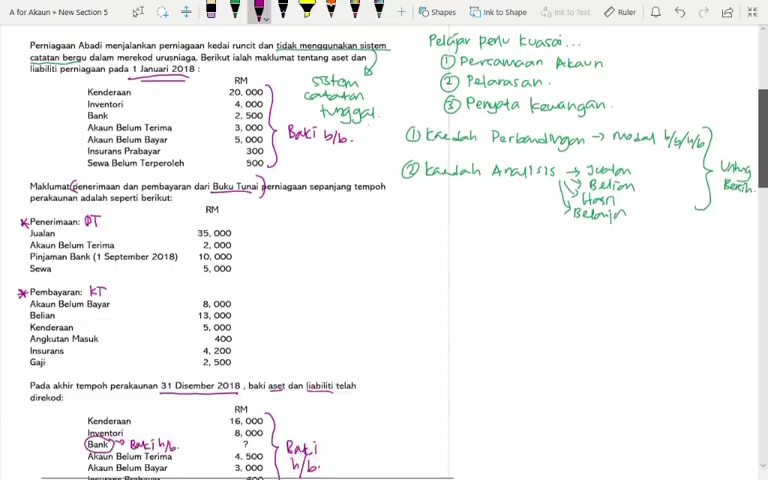 A for Akaun » New Section 5
Shapes
Ink to Shape
Ink to Text
Ruler
Perniagaan Abadi menjalankan perniagaan kedai runcit dan tidak menggunakan sistem
catatan bergu dalam merekod urusniaga. Berikut ialah maklumat tentang aset dan
liabiliti perniagaan pada 1 Januari 2018 :
RM
Kenderaan 20, 000
Inventori 4, 000
Bank 2, 500
Akaun Belum Terima 3, 000
Akaun Belum Bayar 5, 000
Insurans Prabayar 300
Sewa Belum Terperoleh 500
Baki b/b.
sistem
catatan
tunggal.
Maklumat penerimaan dan pembayaran dari Buku Tunai perniagaan sepanjang tempoh
perakaunan adalah seperti berikut:
RM
Penerimaan: DT
Jualan 35, 000
Akaun Belum Terima 2, 000
Pinjaman Bank (1 September 2018) 10, 000
Sewa 5, 000
Pembayaran: KT
Akaun Belum Bayar 8, 000
Belian 13, 000
Kenderaan 5, 000
Angkutan Masuk 400
Insurans 4, 200
Gaji 2, 500
Pada akhir tempoh perakaunan 31 Disember 2018 , baki aset dan liabiliti telah
direkod:
RM
Kenderaan 16, 000
Inventori 8, 000
Bank → Baki h/b. ?
Akaun Belum Terima 4, 500
Akaun Belum Bayar 3, 000
Insurans Prabayar 600
Baki
h/b.
Pelajar perlu kuasai...
① Persamaan Akaun
② Pelarasan.
③ Penyata kewangan.
① Kaedah Perbandingan → modal b/b/h/b
② Kaedah Analisis → Jualan
→ Belian
→ Hasil
→ Belanja
Untung
Bersih.